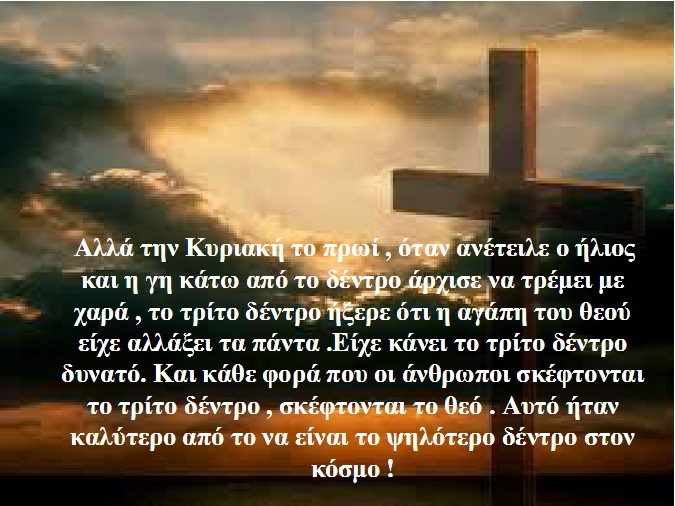 Αλλά την Κυριακή το πρωί , όταν ανέτειλε ο ήλιος
και η γη κάτω από το δέντρο άρχισε να τρέμει με
χαρά , το τρίτο δέντρο ήξερε ότι η αγάπη του θεού
είχε αλλάξει τα πάντα .Είχε κάνει το τρίτο δέντρο
δυνατό. Και κάθε φορά που οι άνθρωποι σκέφτονται
το τρίτο δέντρο , σκέφτονται το θεό . Αυτό ήταν
καλύτερο από το να είναι το ψηλότερο δέντρο στον
κόσμο !